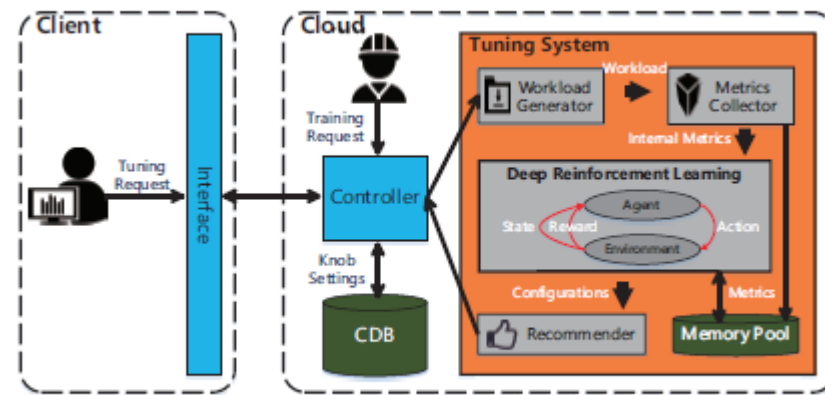 Client
Cloud
Tuning System
Workload
Workload
Generator
Metrics
Collector
Training
Request
Internal Metrics
Tuning
Request
Interface
Controller
Deep Reinforcement Learning
Agent
State
Reward
Action
Environment
Knob
Settings
Configurations
Metrics
CDB
Recommender
Memory Pool